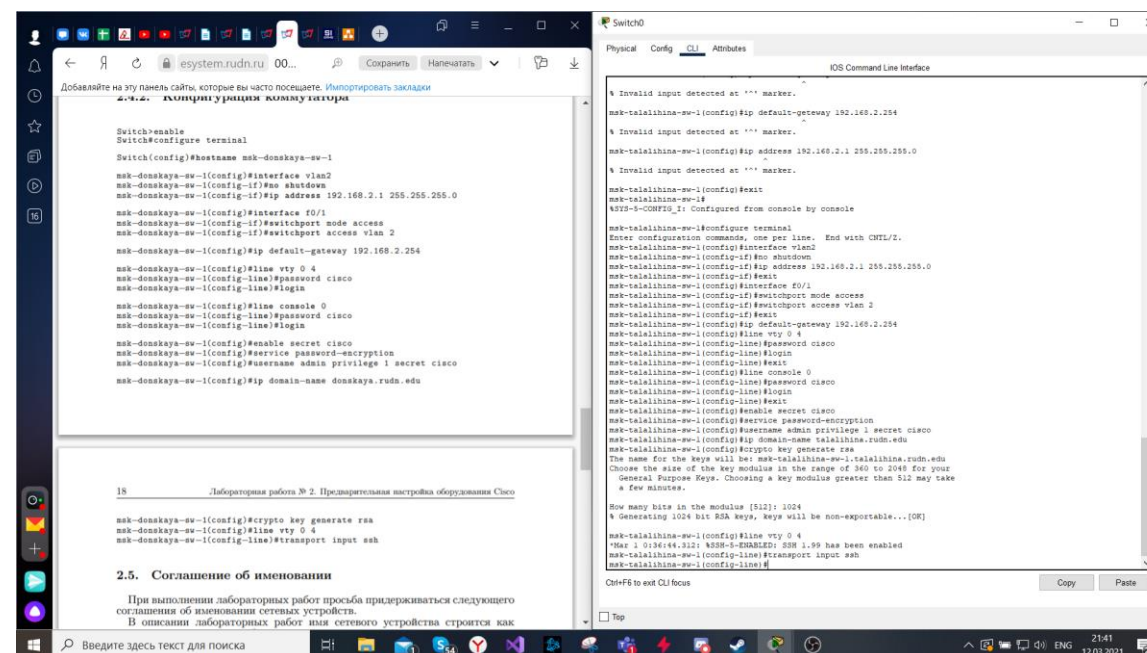 esystem.rudn.ru 00...
Сохранить
Напечатать
Добавляйте на эту панель сайты, которые вы часто посещаете. Импортировать закладки
16
2.4.2. Конфигурация коммутатора
Switch>enable
Switch#configure terminal
Switch(config)#hostname msk-donskaya-sw-1
msk-donskaya-sw-1(config)#interface vlan2
msk-donskaya-sw-1(config-if)#no shutdown
msk-donskaya-sw-1(config-if)#ip address 192.168.2.1 255.255.255.0
msk-donskaya-sw-1(config)#interface f0/1
msk-donskaya-sw-1(config-if)#switchport mode access
msk-donskaya-sw-1(config-if)#switchport access vlan 2
msk-donskaya-sw-1(config)#ip default-gateway 192.168.2.254
msk-donskaya-sw-1(config)#line vty 0 4
msk-donskaya-sw-1(config-line)#password cisco
msk-donskaya-sw-1(config-line)#login
msk-donskaya-sw-1(config)#line console 0
msk-donskaya-sw-1(config-line)#password cisco
msk-donskaya-sw-1(config-line)#login
msk-donskaya-sw-1(config)#enable secret cisco
msk-donskaya-sw-1(config)#service password-encryption
msk-donskaya-sw-1(config)#username admin privilege 1 secret cisco
msk-donskaya-sw-1(config)#ip domain-name donskaya.rudn.edu
18 Лабораторная работа № 2. Предварительная настройка оборудования Cisco
msk-donskaya-sw-1(config)#crypto key generate rsa
msk-donskaya-sw-1(config)#line vty 0 4
msk-donskaya-sw-1(config-line)#transport input ssh
2.5. Соглашение об именовании
При выполнении лабораторных работ просьба придерживаться следующего
соглашения об именовании сетевых устройств.
В описании лабораторных работ имя сетевого устройства строится как
Switch0
Physical Config CLI Attributes
IOS Command Line Interface
^
% Invalid input detected at '^' marker.
msk-talalihina-sw-1(config)#ip default-geteway 192.168.2.254
^
% Invalid input detected at '^' marker.
msk-talalihina-sw-1(config)#ip address 192.168.2.1 255.255.255.0
^
% Invalid input detected at '^' marker.
msk-talalihina-sw-1(config)#exit
msk-talalihina-sw-1#
%SYS-5-CONFIG_I: Configured from console by console
msk-talalihina-sw-1#configure terminal
Enter configuration commands, one per line. End with CNTL/Z.
msk-talalihina-sw-1(config)#interface vlan2
msk-talalihina-sw-1(config-if)#no shutdown
msk-talalihina-sw-1(config-if)#ip address 192.168.2.1 255.255.255.0
msk-talalihina-sw-1(config-if)#exit
msk-talalihina-sw-1(config)#interface f0/1
msk-talalihina-sw-1(config-if)#switchport mode access
msk-talalihina-sw-1(config-if)#switchport access vlan 2
msk-talalihina-sw-1(config-if)#exit
msk-talalihina-sw-1(config)#ip default-gateway 192.168.2.254
msk-talalihina-sw-1(config)#line vty 0 4
msk-talalihina-sw-1(config-line)#password cisco
msk-talalihina-sw-1(config-line)#login
msk-talalihina-sw-1(config-line)#exit
msk-talalihina-sw-1(config)#line console 0
msk-talalihina-sw-1(config-line)#password cisco
msk-talalihina-sw-1(config-line)#login
msk-talalihina-sw-1(config-line)#exit
msk-talalihina-sw-1(config)#enable secret cisco
msk-talalihina-sw-1(config)#service password-encryption
msk-talalihina-sw-1(config)#username admin privilege 1 secret cisco
msk-talalihina-sw-1(config)#ip domain-name talalihina.rudn.edu
msk-talalihina-sw-1(config)#crypto key generate rsa
The name for the keys will be: msk-talalihina-sw-1.talalihina.rudn.edu
Choose the size of the key modulus in the range of 360 to 2048 for your
General Purpose Keys. Choosing a key modulus greater than 512 may take
a few minutes.
How many bits in the modulus [512]: 1024
% Generating 1024 bit RSA keys, keys will be non-exportable...[OK]
msk-talalihina-sw-1(config)#line vty 0 4
*Mar 1 0:36:44.312: %SSH-5-ENABLED: SSH 1.99 has been enabled
msk-talalihina-sw-1(config-line)#transport input ssh
msk-talalihina-sw-1(config-line)#
Ctrl+F6 to exit CLI focus
Copy Paste
Top
Введите здесь текст для поиска
ENG
21:41
12.03.2021